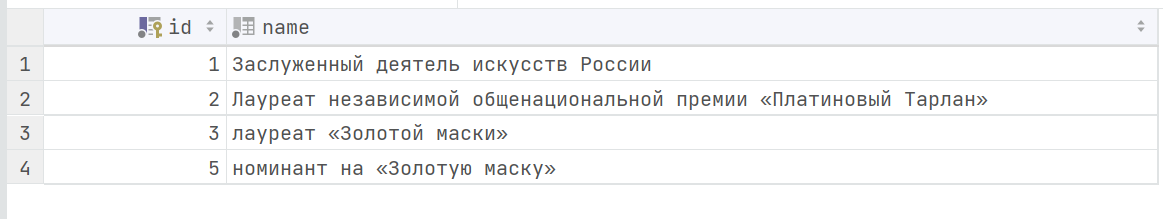 id name
1 1 Заслуженный деятель искусств России
2 2 Лауреат независимой общенациональной премии «Платиновый Тарлан»
3 3 лауреат «Золотой маски»
4 5 номинант на «Золотую маску»